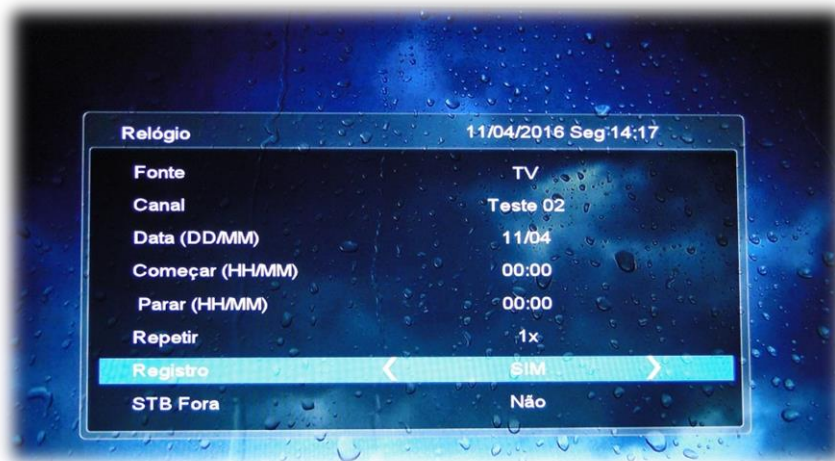 Relógio 11/04/2016 Seg 14:17
Fonte TV
Canal Teste 02
Data (DD/MM) 11/04
Começar (HH/MM) 00:00
Parar (HH/MM) 00:00
Repetir 1x
Registro SIM
STB Fora Não